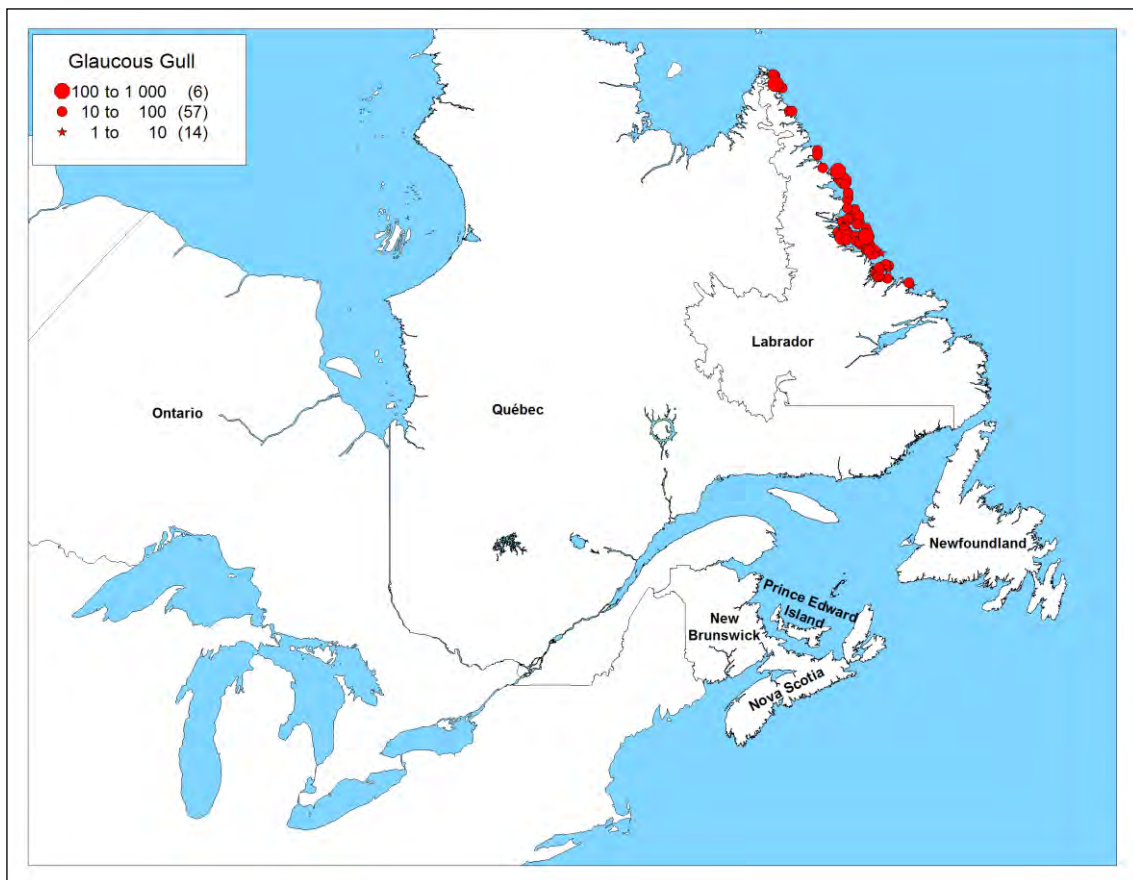 Glaucous Gull
100 to 1 000 (6)
10 to 100 (57)
1 to 10 (14)
Labrador
Ontario
Québec
Newfoundland
Prince Edward
Island
New
Brunswick
Nova Scotia